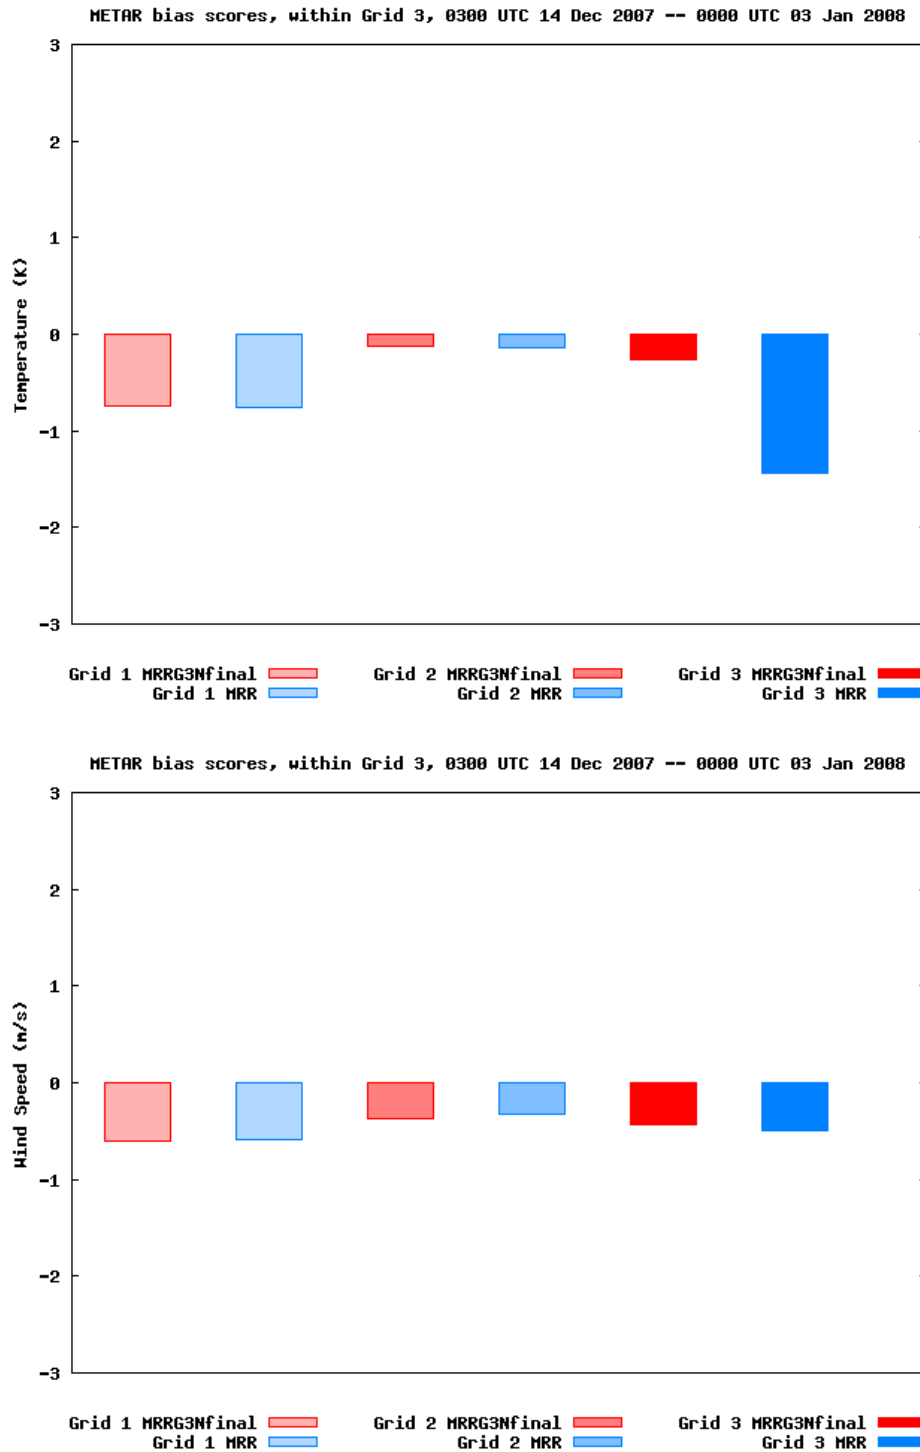 METAR bias scores, within Grid 3, 0300 UTC 14 Dec 2007 -- 0000 UTC 03 Jan 2008
3
2
1
0
-1
-2
-3
Temperature (K)
Grid 1 MRRG3Nfinal Grid 2 MRRG3Nfinal Grid 3 MRRG3Nfinal
Grid 1 MRR Grid 2 MRR Grid 3 MRR
METAR bias scores, within Grid 3, 0300 UTC 14 Dec 2007 -- 0000 UTC 03 Jan 2008
3
2
1
0
-1
-2
-3
Wind Speed (m/s)
Grid 1 MRRG3Nfinal Grid 2 MRRG3Nfinal Grid 3 MRRG3Nfinal
Grid 1 MRR Grid 2 MRR Grid 3 MRR